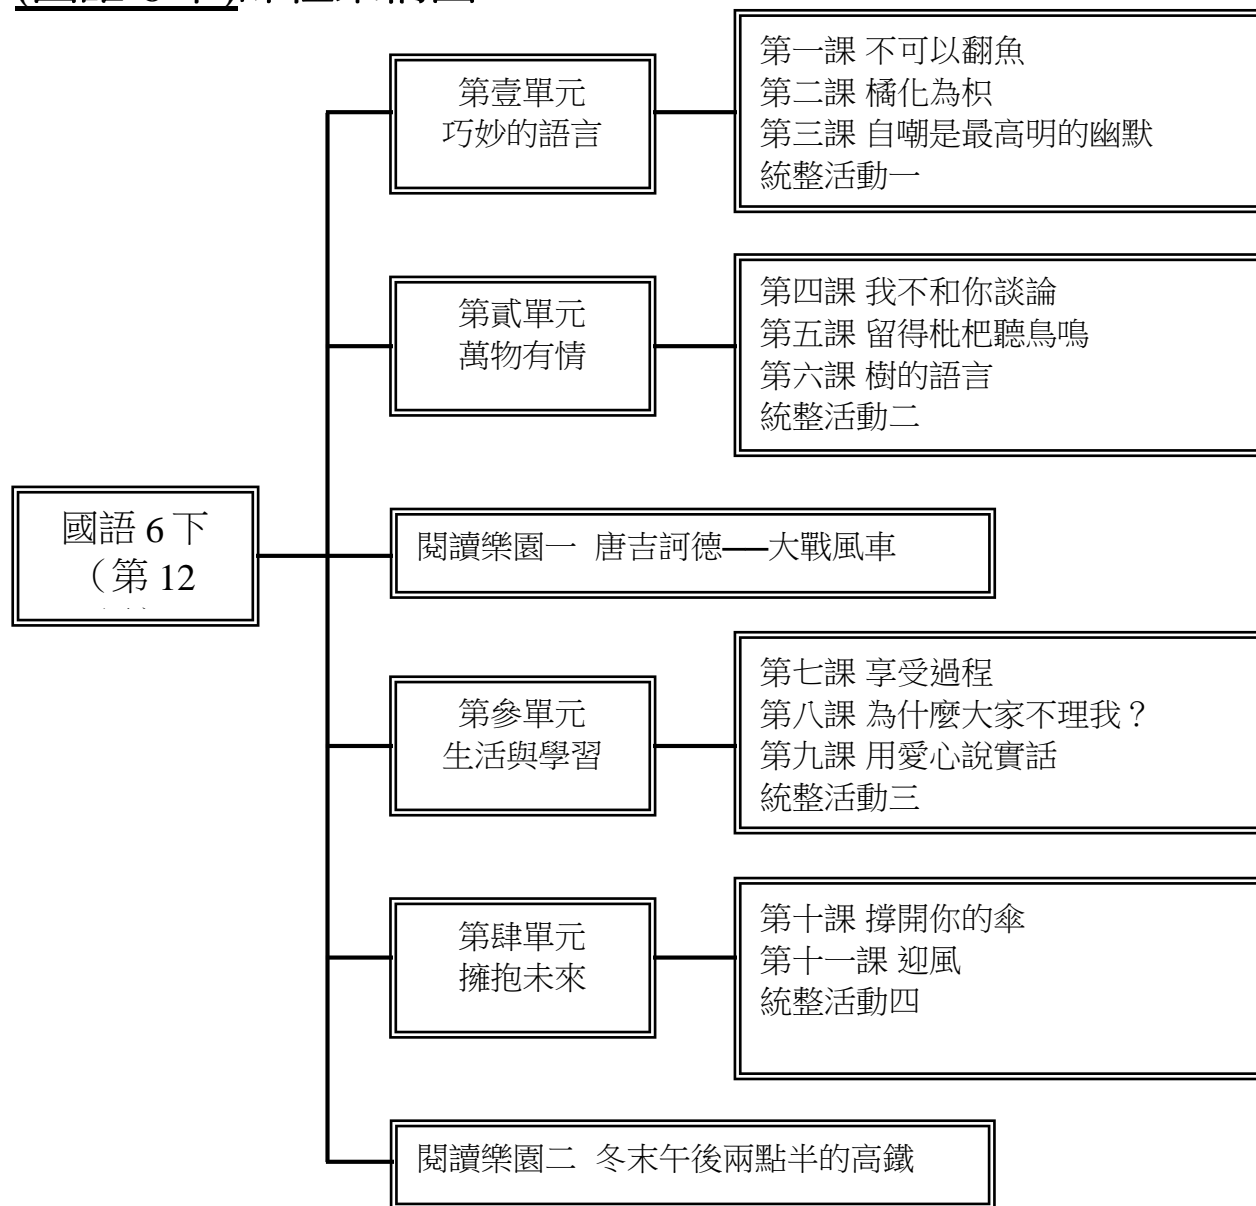 國語 6 下
（第 12
第壹單元
巧妙的語言
第一課 不可以翻魚
第二課 橘化為枳
第三課 自嘲是最高明的幽默
統整活動一
第貳單元
萬物有情
第四課 我不和你談論
第五課 留得枇杷聽鳥鳴
第六課 樹的語言
統整活動二
閱讀樂園一 唐吉訶德──大戰風車
第參單元
生活與學習
第七課 享受過程
第八課 為什麼大家不理我？
第九課 用愛心說實話
統整活動三
第肆單元
擁抱未來
第十課 撐開你的傘
第十一課 迎風
統整活動四
閱讀樂園二 冬末午後兩點半的高鐵